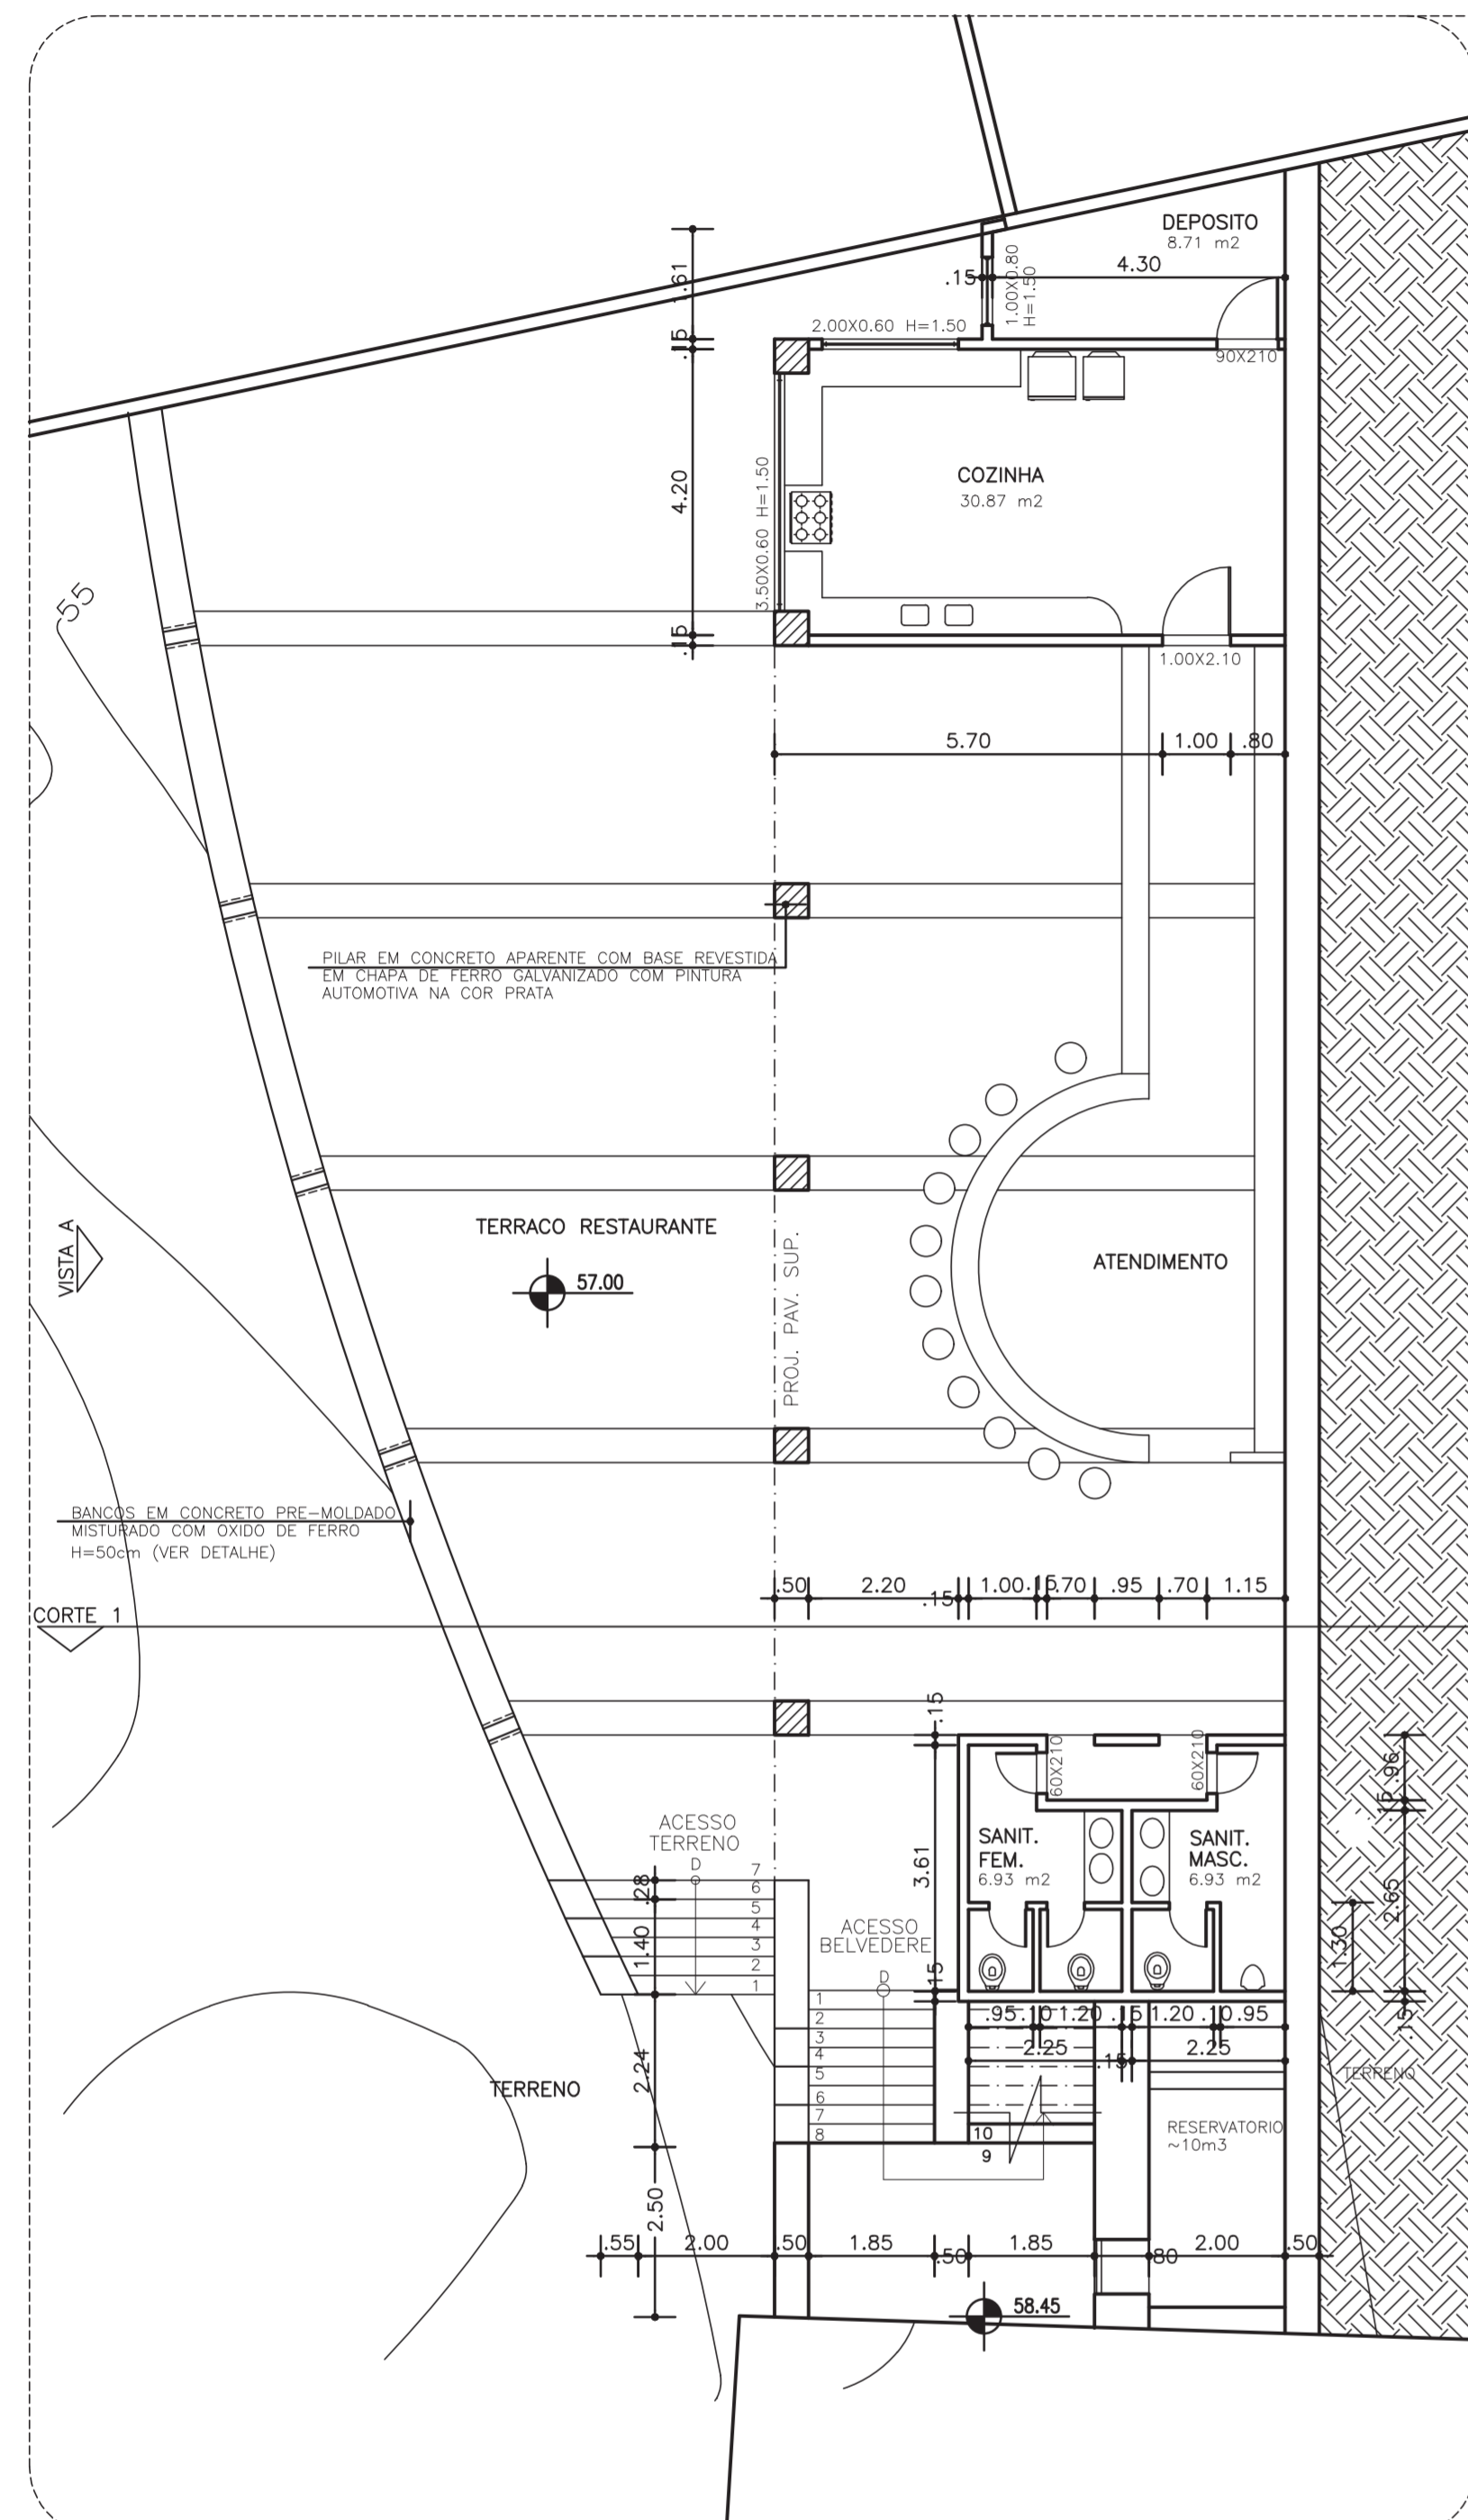 DEPOSITO
8.71 m2
4.30
.15
1.00X0.80
H=1.50
.61
.15
2.00X0.60 H=1.50
90X210
4.20
3.50X0.60 H=1.50
COZINHA
30.87 m2
55
.15
1.00X2.10
5.70
1.00
.80
PILAR EM CONCRETO APARENTE COM BASE REVESTIDA
EM CHAPA DE FERRO GALVANIZADO COM PINTURA
AUTOMOTIVA NA COR PRATA
VISTA A
TERRACO RESTAURANTE
57.00
PROJ. PAV. SUP.
ATENDIMENTO
BANCOS EM CONCRETO PRE-MOLDADO
MISTURADO COM OXIDO DE FERRO
H=50cm (VER DETALHE)
.50
2.20
.15
1.00
.15
.70
.95
.70
1.15
CORTE 1
.15
60X210
60X210
.96
.15
ACESSO
TERRENO
D
3.61
SANIT.
FEM.
6.93 m2
SANIT.
MASC.
6.93 m2
2.65
1.30
.28
1.40
7
6
5
4
3
2
1
ACESSO
BELVEDERE
D
.15
1
2
3
4
5
6
7
8
.95
.10
1.20
.15
1.20
.10
.95
.15
2.25
.15
2.25
2.24
TERRENO
TERRENO
10
9
RESERVATORIO
~10m3
2.50
.55
2.00
.50
1.85
.50
1.85
.80
2.00
.50
58.45